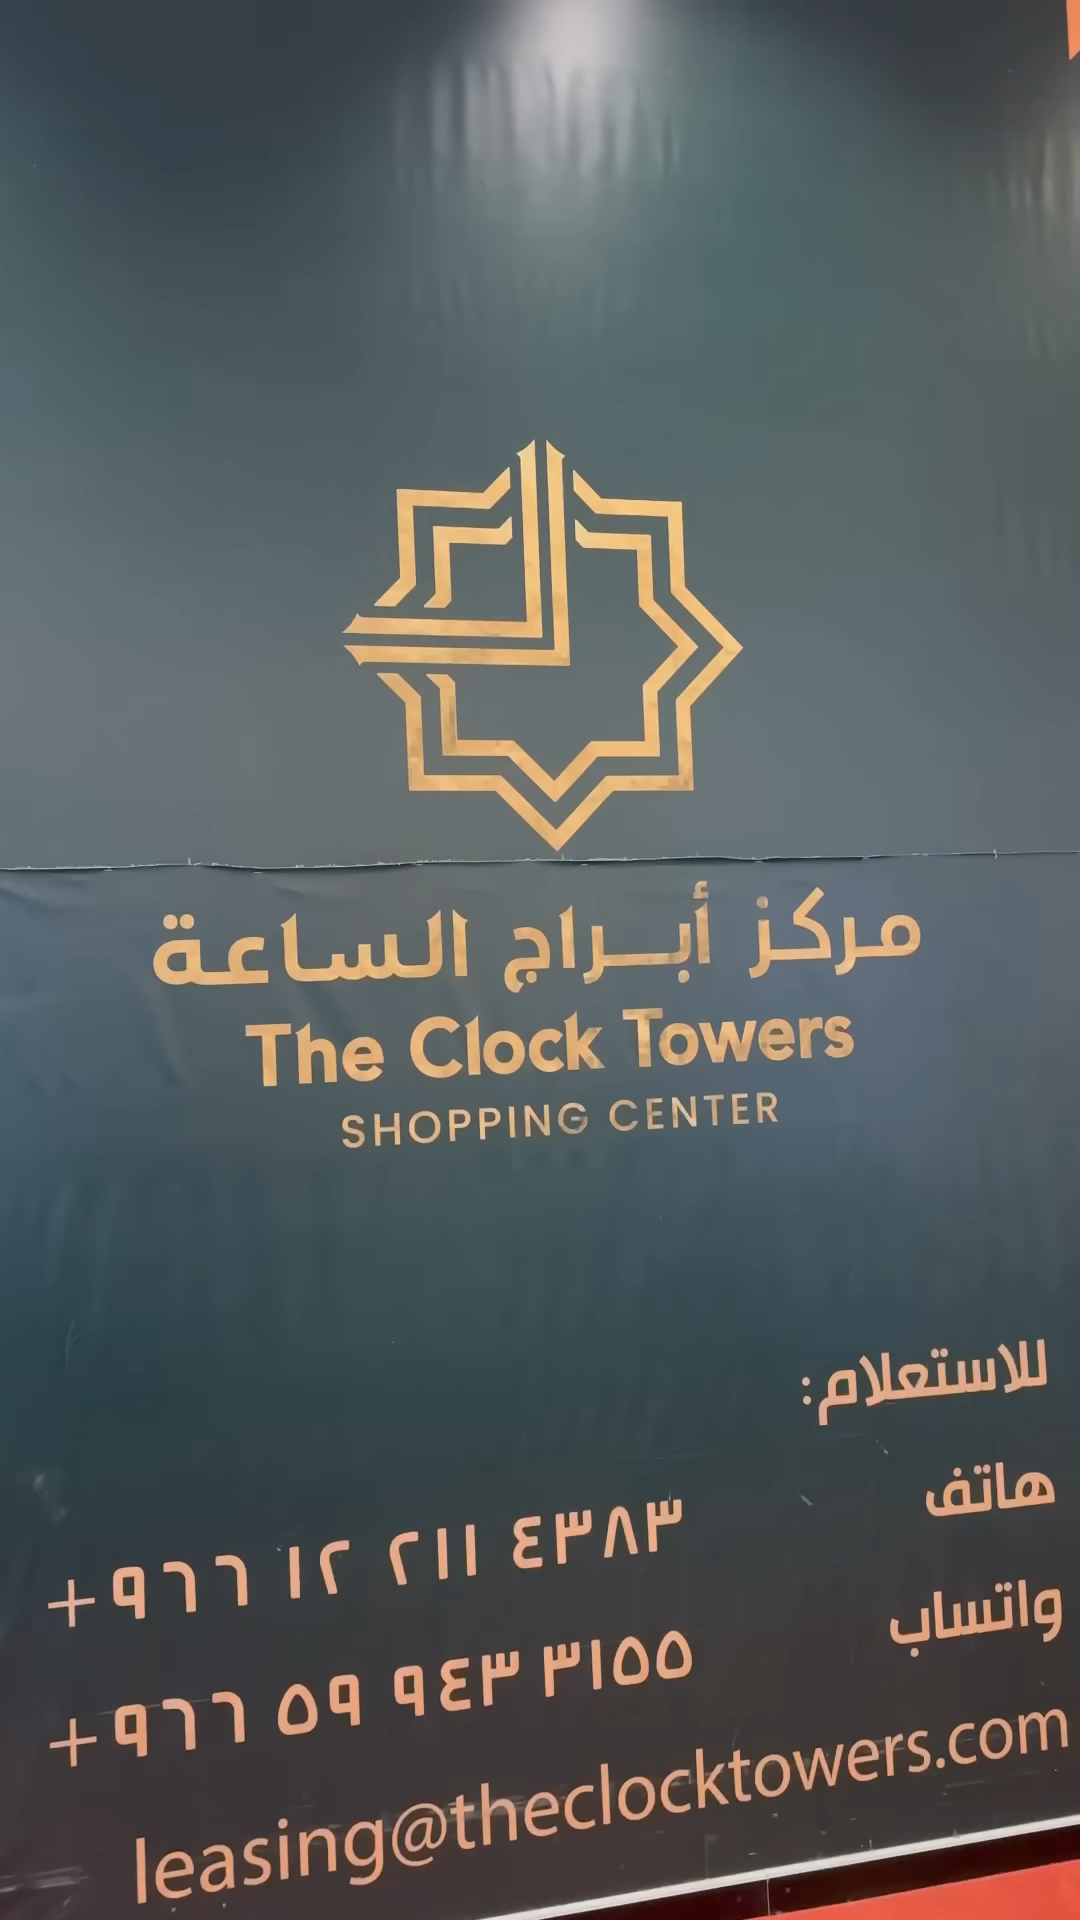 مركز أبراج الساعة
The Clock Towers
SHOPPING CENTER
للاستعلام:
هاتف +٩٦٦ ١٢ ٢١١ ٤٣٨٣
واتساب +٩٦٦ ٥٩ ٩٤٣ ٣١٥٥
leasing@theclocktowers.com